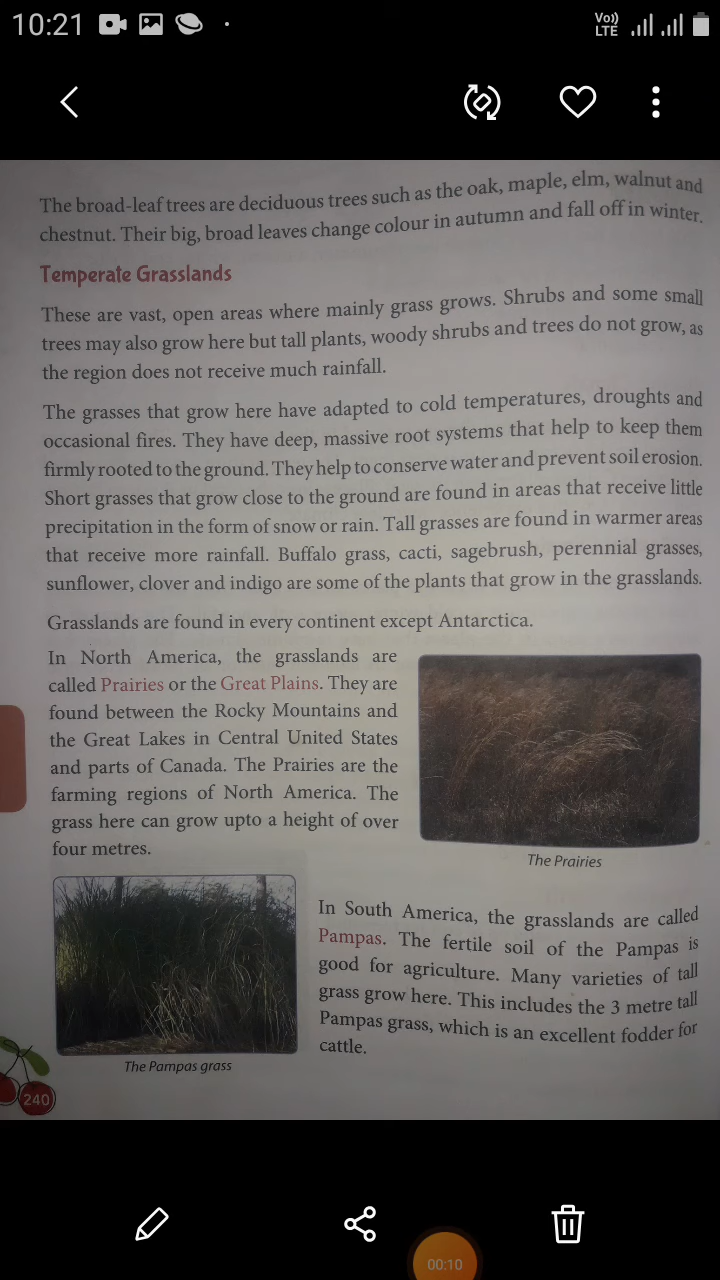 10:21
Vo))
LTE
The broad-leaf trees are deciduous trees such as the oak, maple, elm, walnut and
chestnut. Their big, broad leaves change colour in autumn and fall off in winter.
Temperate Grasslands
These are vast, open areas where mainly grass grows. Shrubs and some small
trees may also grow here but tall plants, woody shrubs and trees do not grow, as
the region does not receive much rainfall.
The grasses that grow here have adapted to cold temperatures, droughts and
occasional fires. They have deep, massive root systems that help to keep them
firmly rooted to the ground. They help to conserve water and prevent soil erosion.
Short grasses that grow close to the ground are found in areas that receive little
precipitation in the form of snow or rain. Tall grasses are found in warmer areas
that receive more rainfall. Buffalo grass, cacti, sagebrush, perennial grasses,
sunflower, clover and indigo are some of the plants that grow in the grasslands.
Grasslands are found in every continent except Antarctica.
In North America, the grasslands are
called Prairies or the Great Plains. They are
found between the Rocky Mountains and
the Great Lakes in Central United States
and parts of Canada. The Prairies are the
farming regions of North America. The
grass here can grow upto a height of over
four metres.
The Prairies
In South America, the grasslands are called
Pampas. The fertile soil of the Pampas is
good for agriculture. Many varieties of tall
grass grow here. This includes the 3 metre tall
Pampas grass, which is an excellent fodder for
cattle.
The Pampas grass
240
00:10